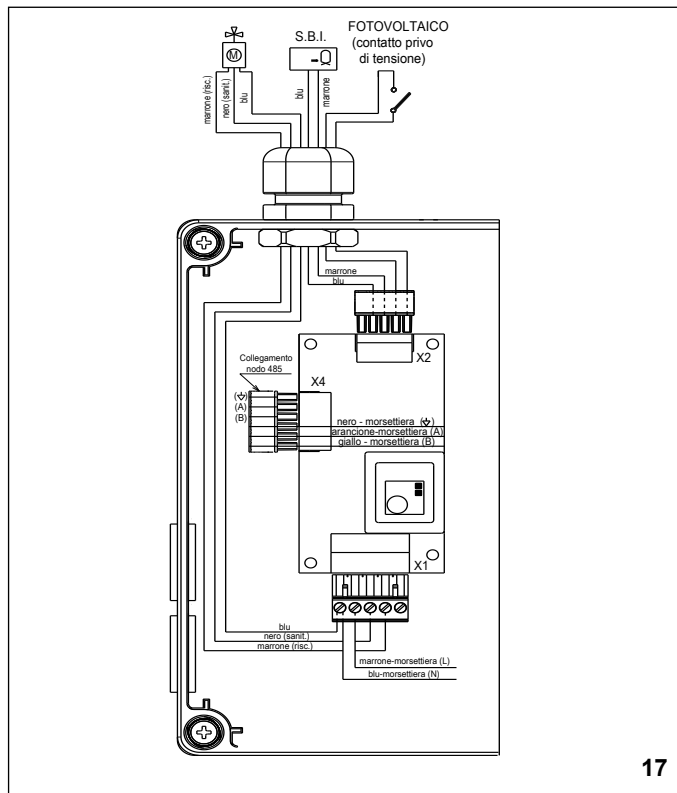 FOTOVOLTAICO
(contatto privo
di tensione)
S.B.I.
M
marrone (risc.)
nero (sanit.)
blu
blu
marrone
marrone
blu
X2
Collegamento
nodo 485
X4
(A)
(B)
nero - morsettiera
arancione-morsettiera (A)
giallo - morsettiera (B)
X1
blu
nero (sanit.)
marrone (risc.)
marrone-morsettiera (L)
blu-morsettiera (N)
17